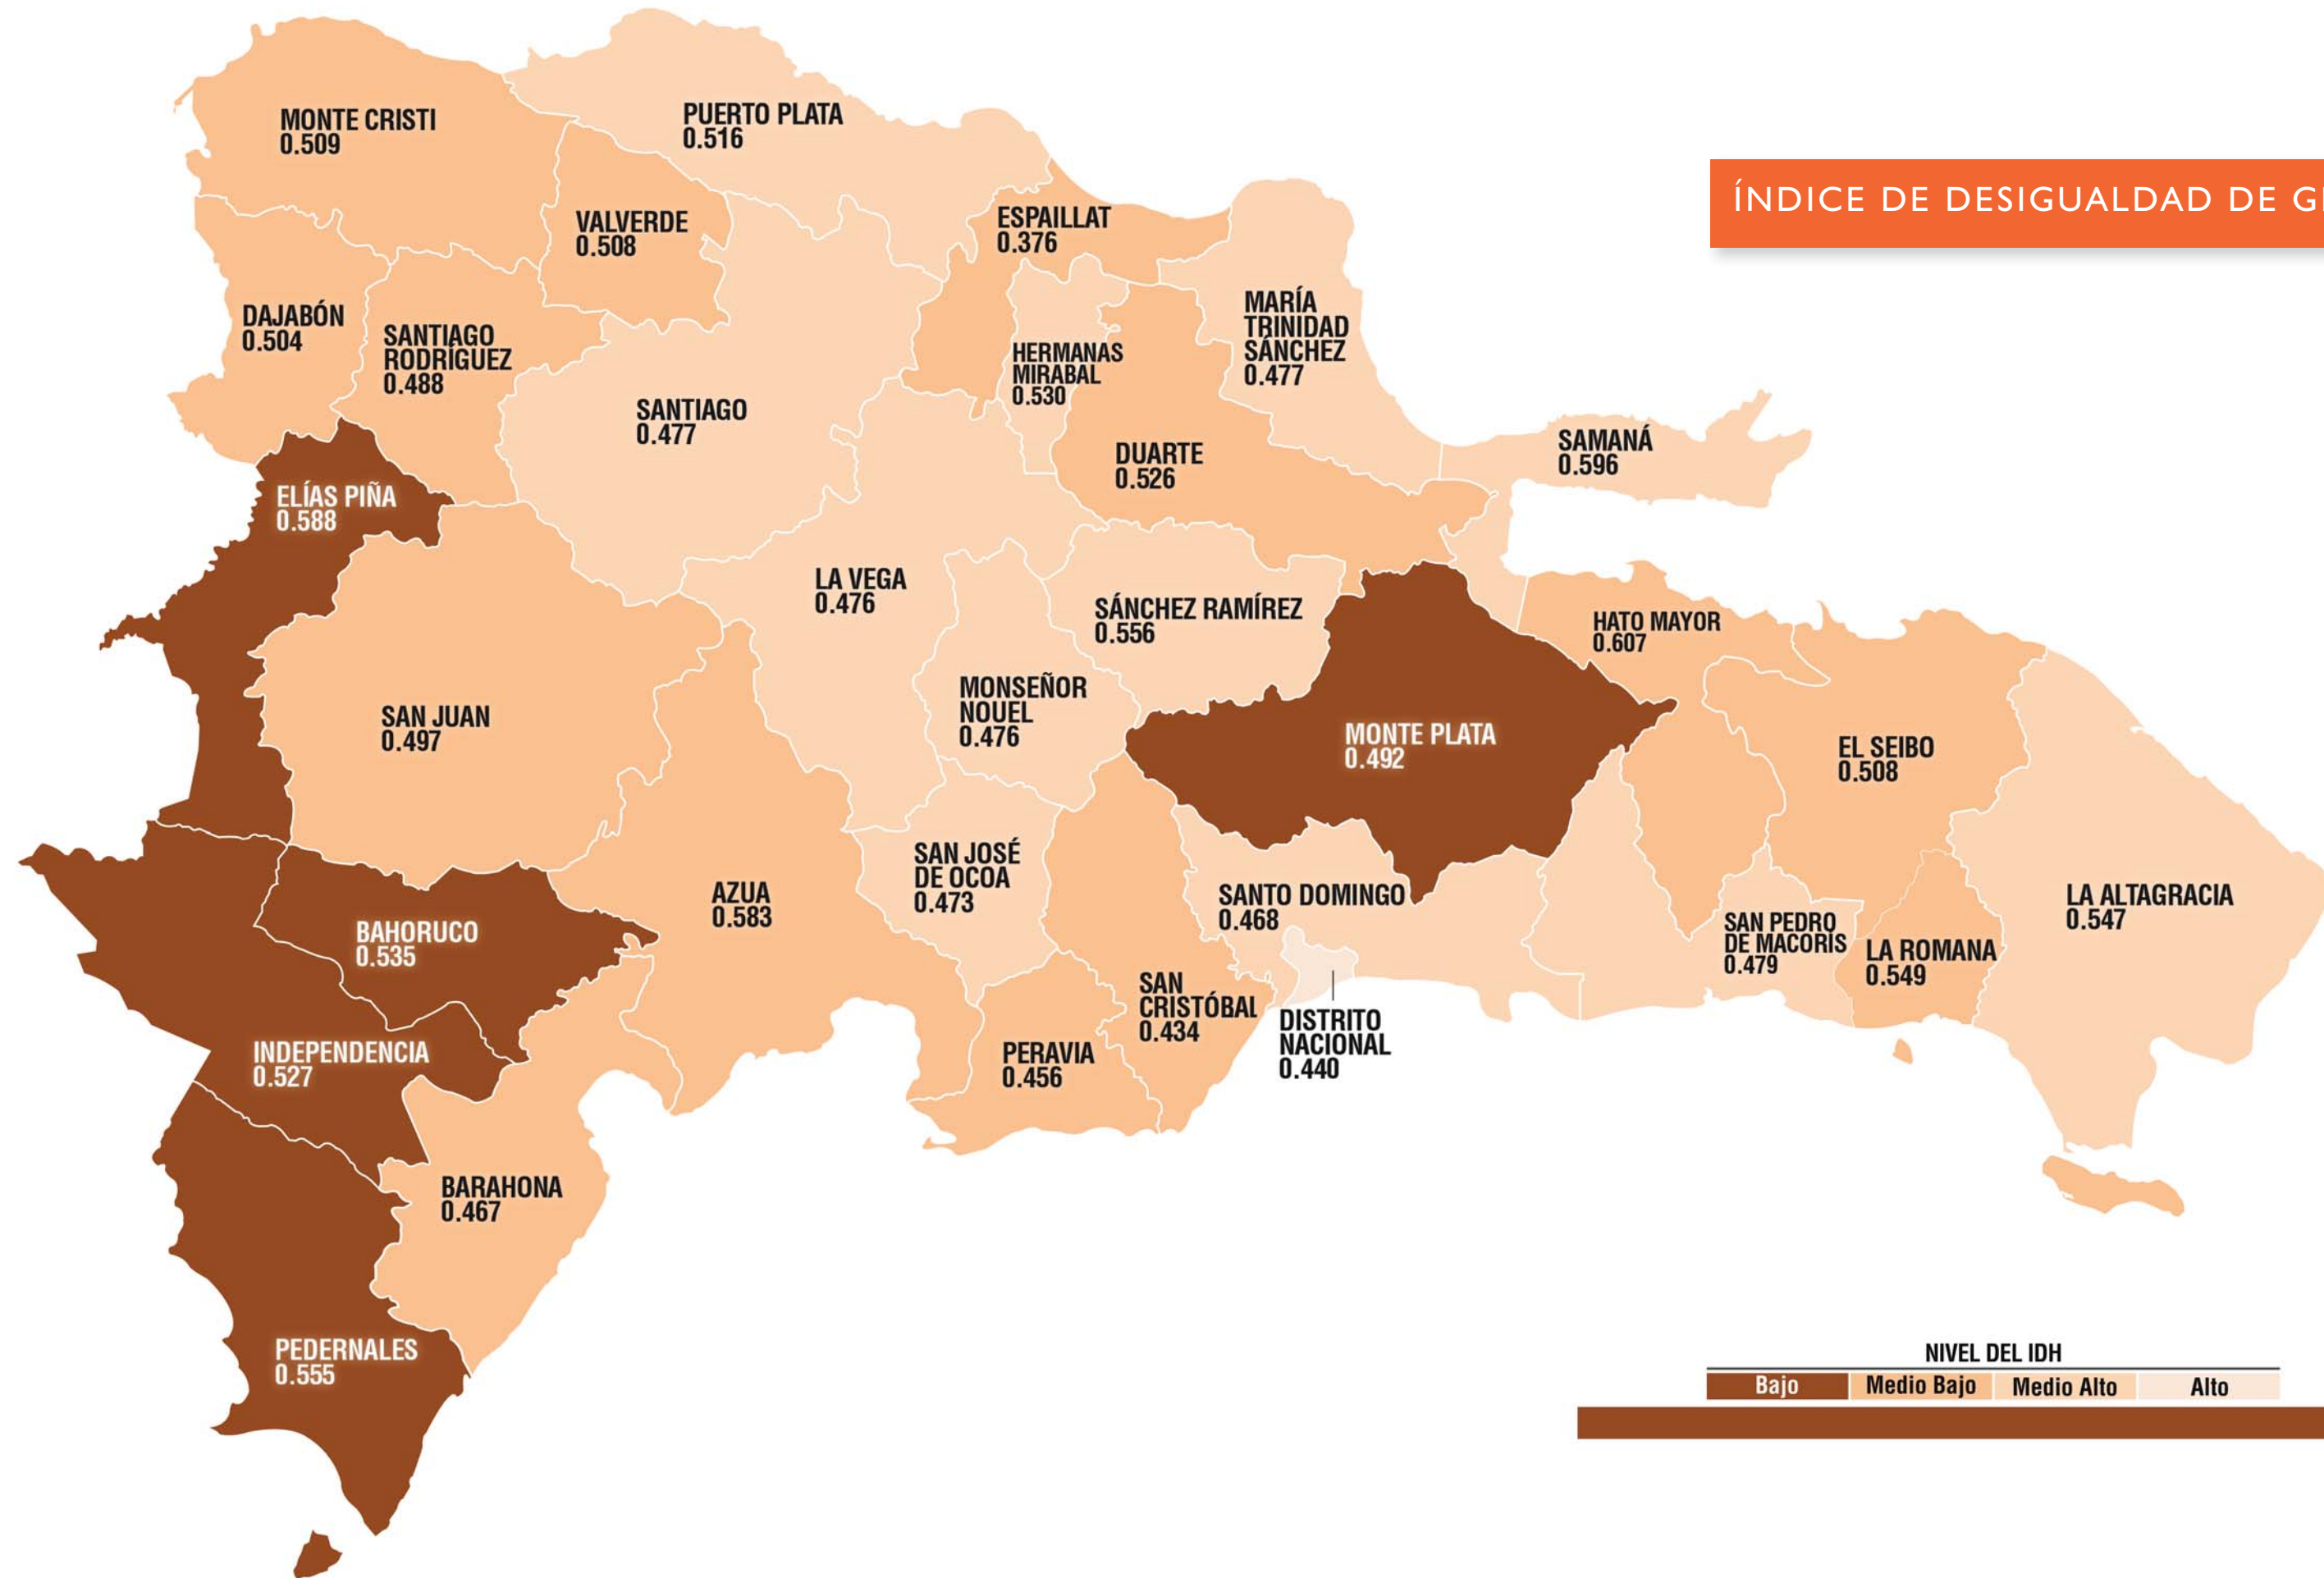 MONTE CRISTI
0.509
PUERTO PLATA
0.516
ÍNDICE DE DESIGUALDAD DE
VALVERDE
0.508
ESPAILLAT
0.376
DAJABÓN
0.504
SANTIAGO
RODRÍGUEZ
0.488
HERMANAS
MIRABAL
0.530
MARÍA
TRINIDAD
SÁNCHEZ
0.477
SANTIAGO
0.477
DUARTE
0.526
SAMANÁ
0.596
ELÍAS PIÑA
0.588
LA VEGA
0.476
SÁNCHEZ RAMÍREZ
0.556
HATO MAYOR
0.607
SAN JUAN
0.497
MONSEÑOR
NOUEL
0.476
MONTE PLATA
0.492
EL SEIBO
0.508
BAHORUCO
0.535
AZUA
0.583
SAN JOSÉ
DE OCOA
0.473
SANTO DOMINGO
0.468
SAN PEDRO
DE MACORÍS
0.479
LA ROMANA
0.549
LA ALTAGRACIA
0.547
INDEPENDENCIA
0.527
PERAVIA
0.456
SAN
CRISTÓBAL
0.434
DISTRITO
NACIONAL
0.440
BARAHONA
0.467
PEDERNALES
0.555
NIVEL DEL IDH
Bajo Medio Bajo Medio Alto Alto